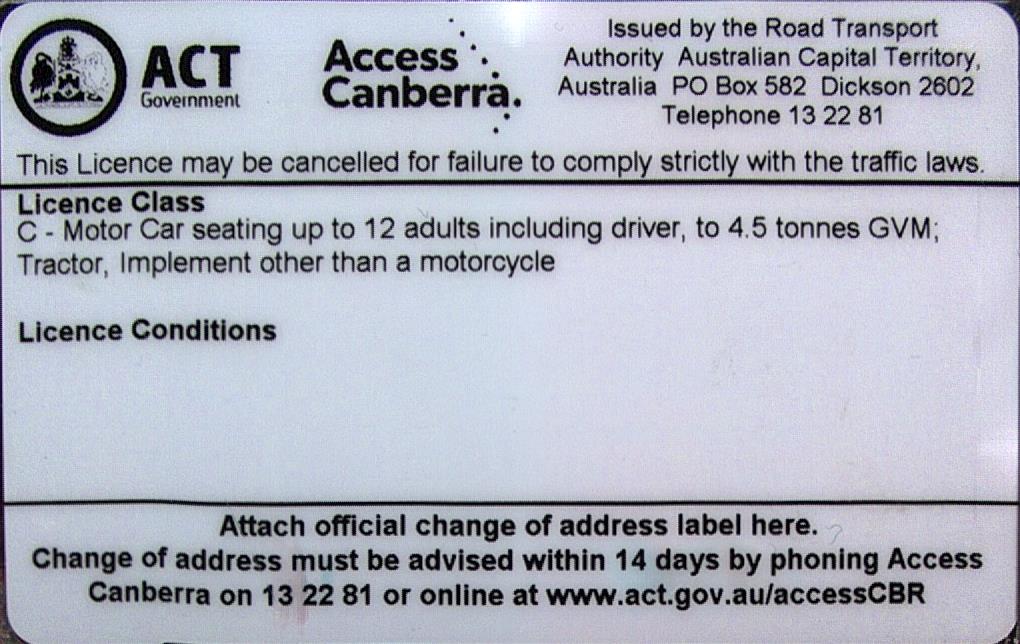 ACT
Government
Access
Canberra.
Issued by the Road Transport
Authority Australian Capital Territory,
Australia PO Box 582 Dickson 2602
Telephone 13 22 81
This Licence may be cancelled for failure to comply strictly with the traffic laws.
Licence Class
C - Motor Car seating up to 12 adults including driver, to 4.5 tonnes GVM;
Tractor, Implement other than a motorcycle
Licence Conditions
Attach official change of address label here.
Change of address must be advised within 14 days by phoning Access
Canberra on 13 22 81 or online at www.act.gov.au/accessCBR